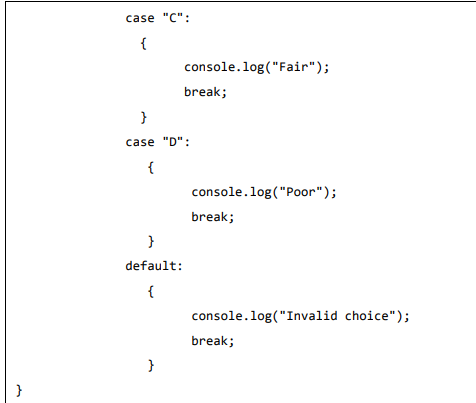 case "C":
{
console.log("Fair");
break;
}
case "D":
{
console.log("Poor");
break;
}
default:
{
console.log("Invalid choice");
break;
}
}